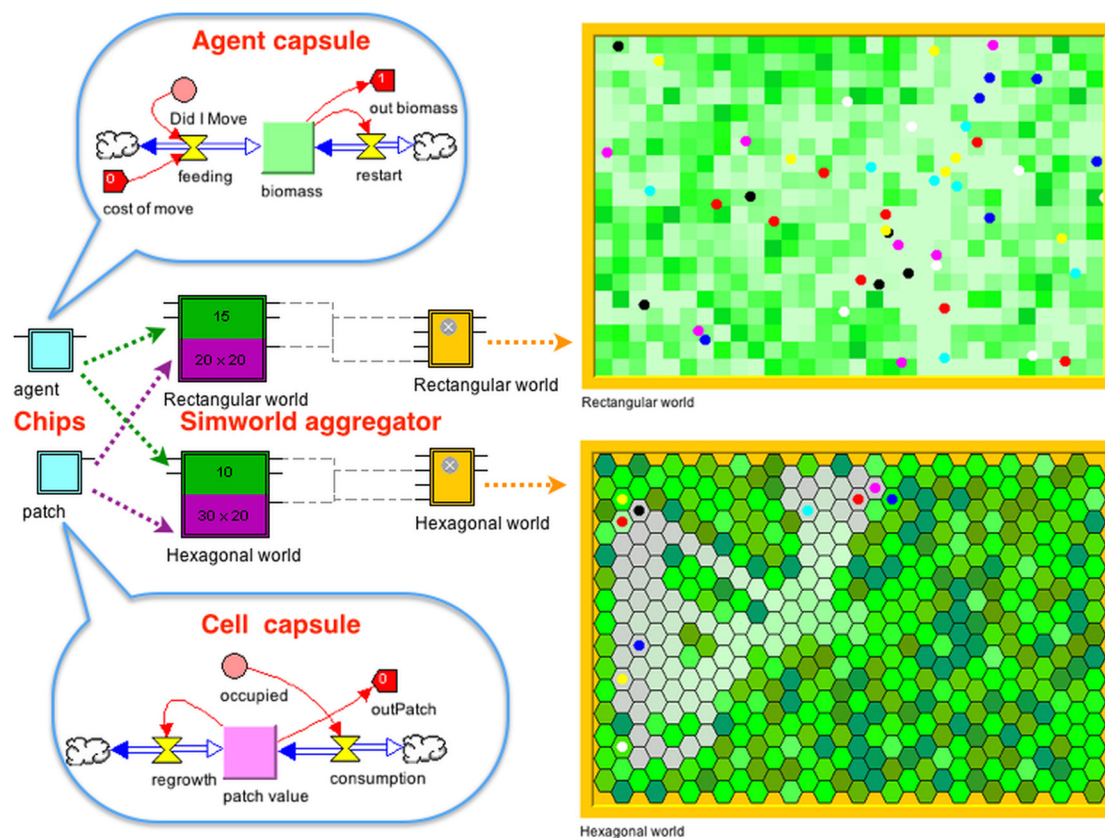 Agent capsule
Did I Move
1
out biomass
feeding
biomass
restart
0
cost of move
15
20 x 20
agent
Rectangular world
Rectangular world
Rectangular world
Chips
Simworld aggregator
10
30 x 20
patch
Hexagonal world
Hexagonal world
Cell capsule
occupied
0
outPatch
regrowth
patch value
consumption
Hexagonal world